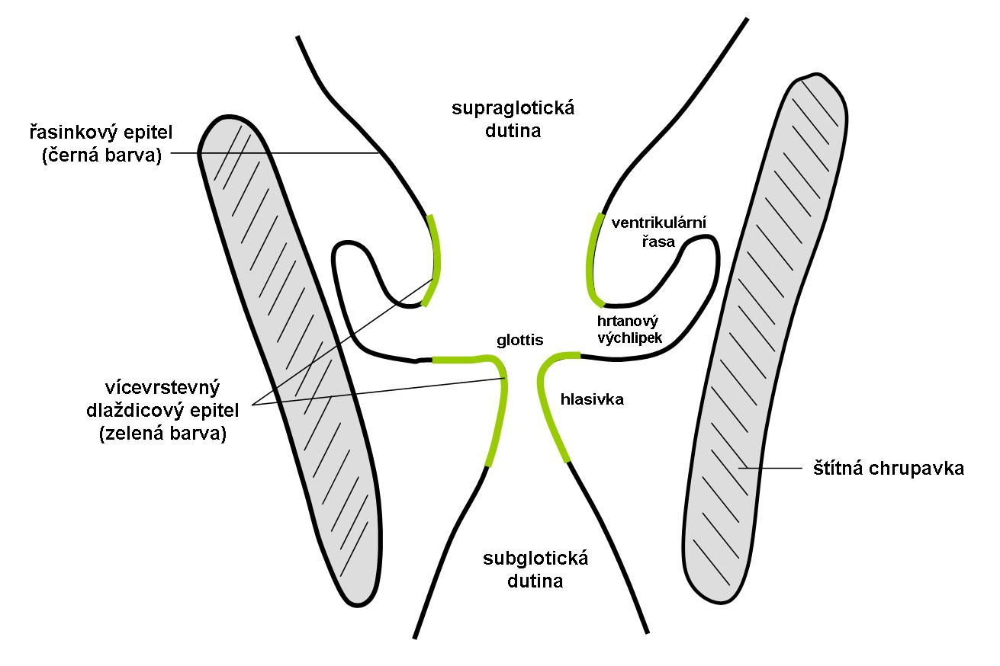 supraglotická
dutina
řasinkový epitel
(černá barva)
ventrikulární
řasa
hrtanový
výchlipek
glottis
vícevrstevný
dlaždicový epitel
(zelená barva)
hlasivka
štítná chrupavka
subglotická
dutina